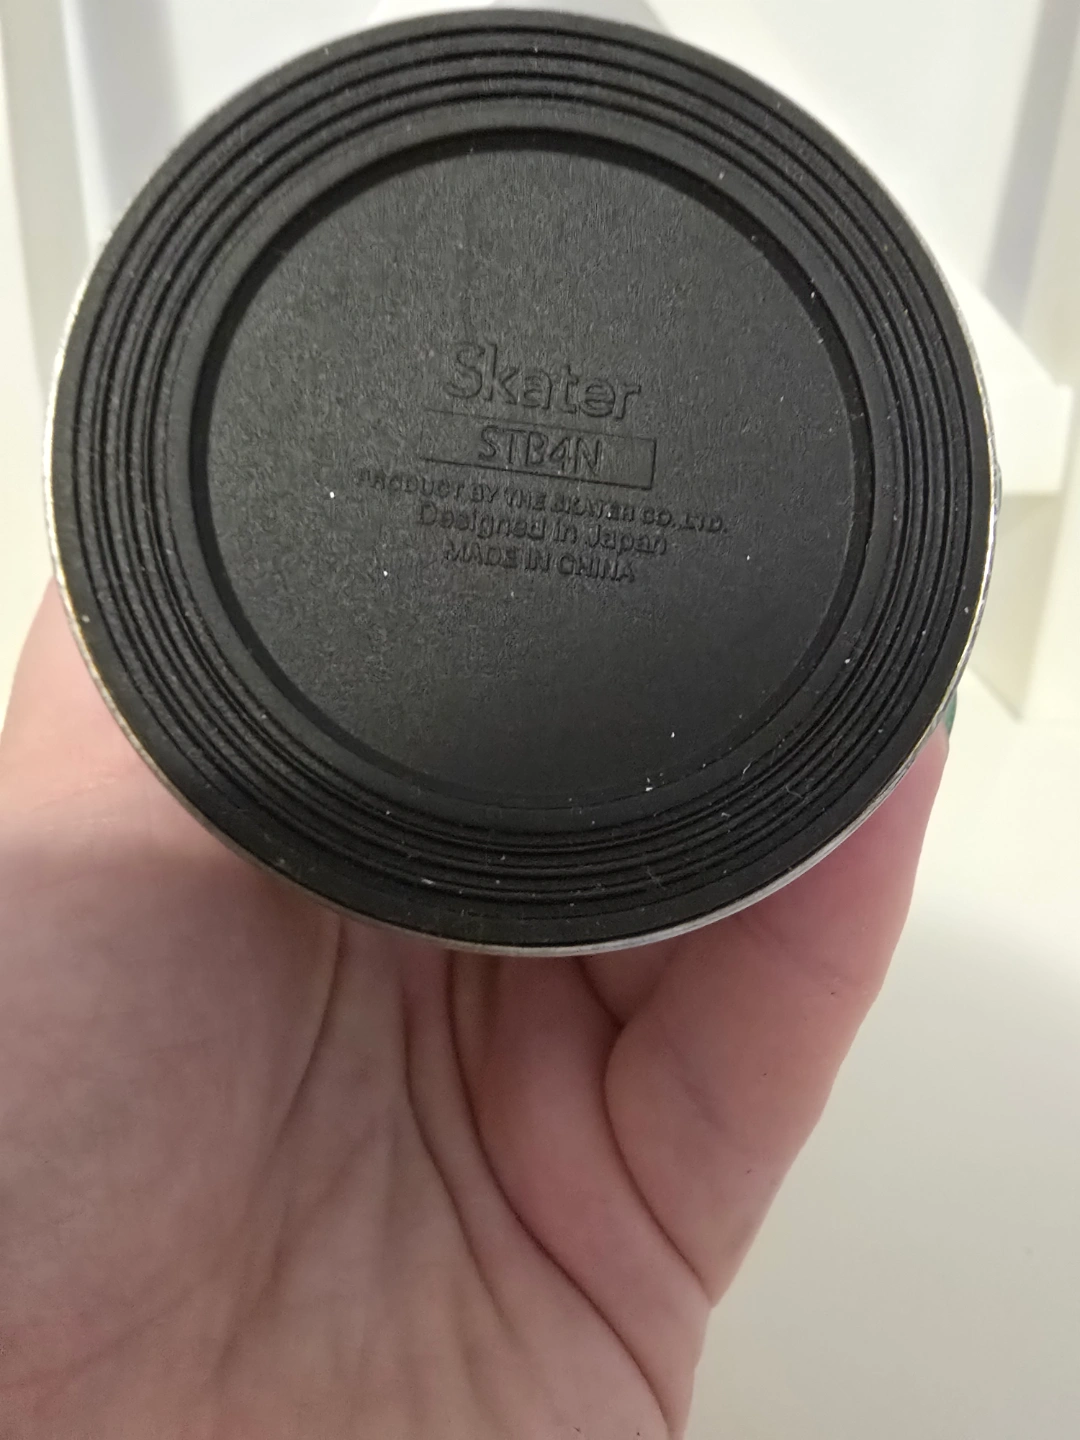 Skater
STB4N
PRODUCT BY THE SKATER CO.,LTD.
Designed in Japan
MADE IN CHINA